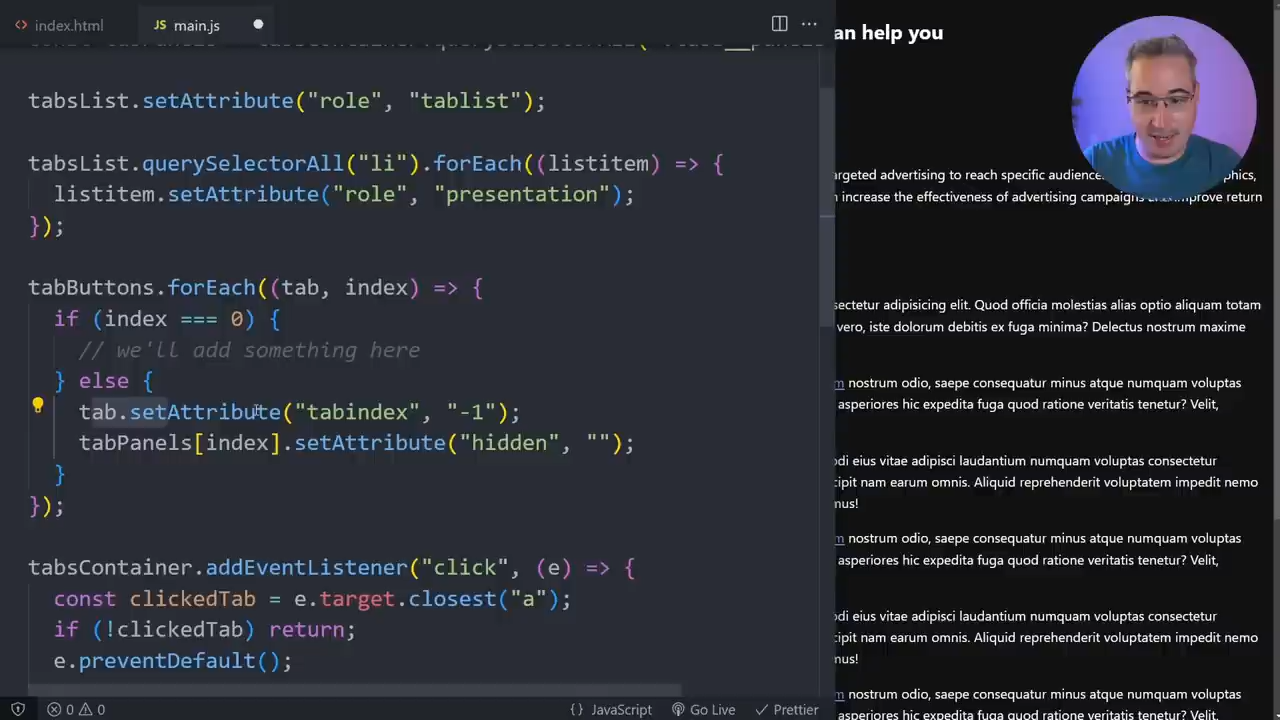 index.html
JS main.js
an help you
tabsList.setAttribute("role", "tablist");
tabsList.querySelectorAll("li").forEach((listitem) => {
listitem.setAttribute("role", "presentation");
});
tabButtons.forEach((tab, index) => {
if (index === 0) {
// we'll add something here
} else {
tab.setAttribute("tabindex", "-1");
tabPanels[index].setAttribute("hidden", "");
}
});
tabsContainer.addEventListener("click", (e) => {
const clickedTab = e.target.closest("a");
if (!clickedTab) return;
e.preventDefault();
argeted advertising to reach specific audience
increase the effectiveness of advertising campaigns improve return
sectetur adipisicing elit. Quod officia molestias alias optio aliquam totam
vero, iste dolorum debitis ex fuga minima? Delectus nostrum maxime
m nostrum odio, saepe consequatur minus atque numquam voluptas
asperiores hic expedita fuga quod ratione veritatis tenetur? Velit,
odi eius vitae adipisci laudantium numquam voluptas consectetur
cipit nam earum omnis. Aliquid reprehenderit voluptatem impedit nemo
mus!
m nostrum odio, saepe consequatur minus atque numquam voluptas
asperiores hic expedita fuga quod ratione veritatis tenetur? Velit,
odi eius vitae adipisci laudantium numquam voluptas consectetur
cipit nam earum omnis. Aliquid reprehenderit voluptatem impedit nemo
mus!
m nostrum odio, saepe consequatur minus atque numquam voluptas
0 0
{} JavaScript
Go Live
Prettier